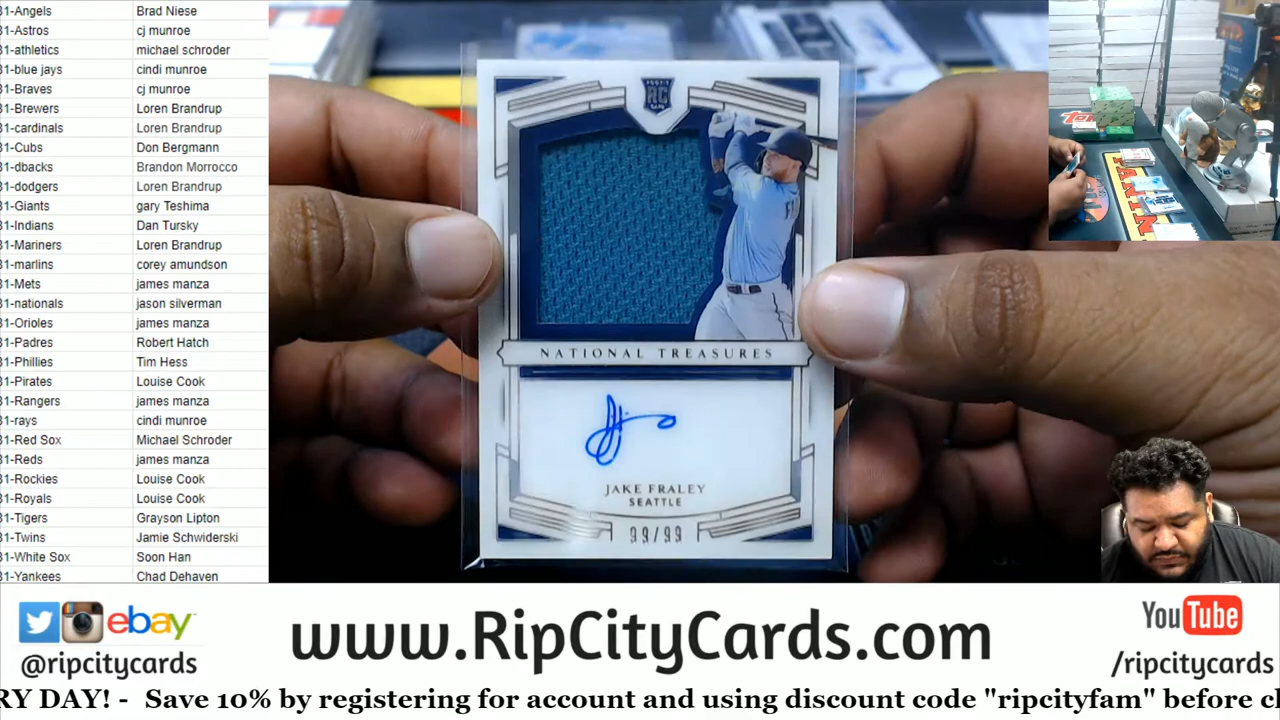 31-Angels Brad Niese
31-Astros cj munroe
31-athletics michael schroder
31-blue jays cindi munroe
31-Braves cj munroe
31-Brewers Loren Brandrup
31-cardinals Loren Brandrup
31-Cubs Don Bergmann
31-dbacks Brandon Morrocco
31-dodgers Loren Brandrup
31-Giants gary Teshima
31-Indians Dan Tursky
31-Mariners Loren Brandrup
31-marlins corey amundson
31-Mets james manza
31-nationals jason silverman
31-Orioles james manza
31-Padres Robert Hatch
31-Phillies Tim Hess
31-Pirates Louise Cook
31-Rangers james manza
31-rays cindi munroe
31-Red Sox Michael Schroder
31-Reds james manza
31-Rockies Louise Cook
31-Royals Louise Cook
31-Tigers Grayson Lipton
31-Twins Jamie Schwiderski
31-White Sox Soon Han
31-Yankees Chad Dehaven
RC
NATIONAL TREASURES
JAKE FRALEY
SEATTLE
99/99
ebay
@ripcitycards
www.RipCityCards.com
YouTube
/ripcitycards
RY DAY! - Save 10% by registering for account and using discount code "ripcityfam" before c